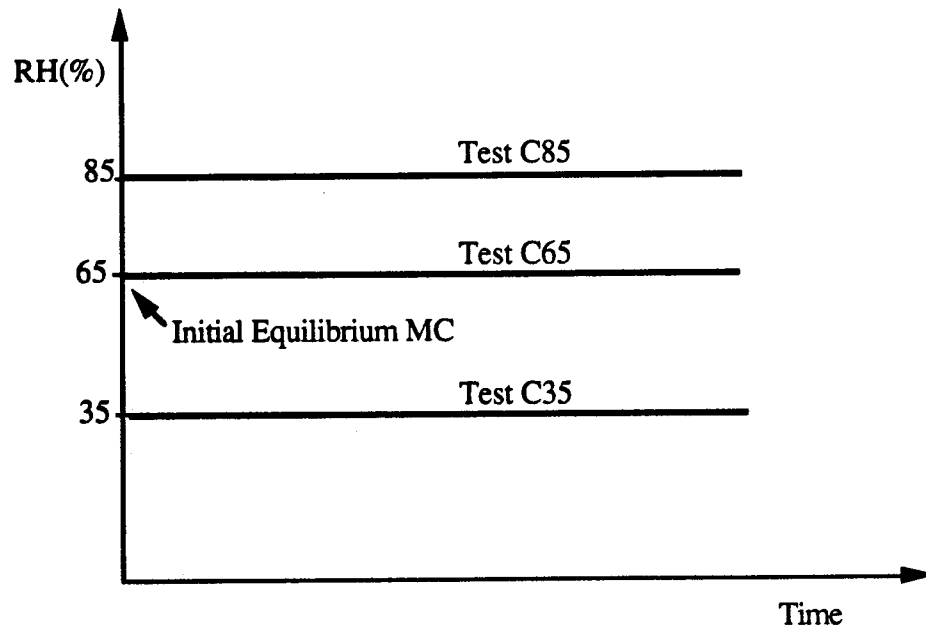 RH(%)
Test C85
85
Test C65
65
Initial Equilibrium MC
Test C35
35
Time